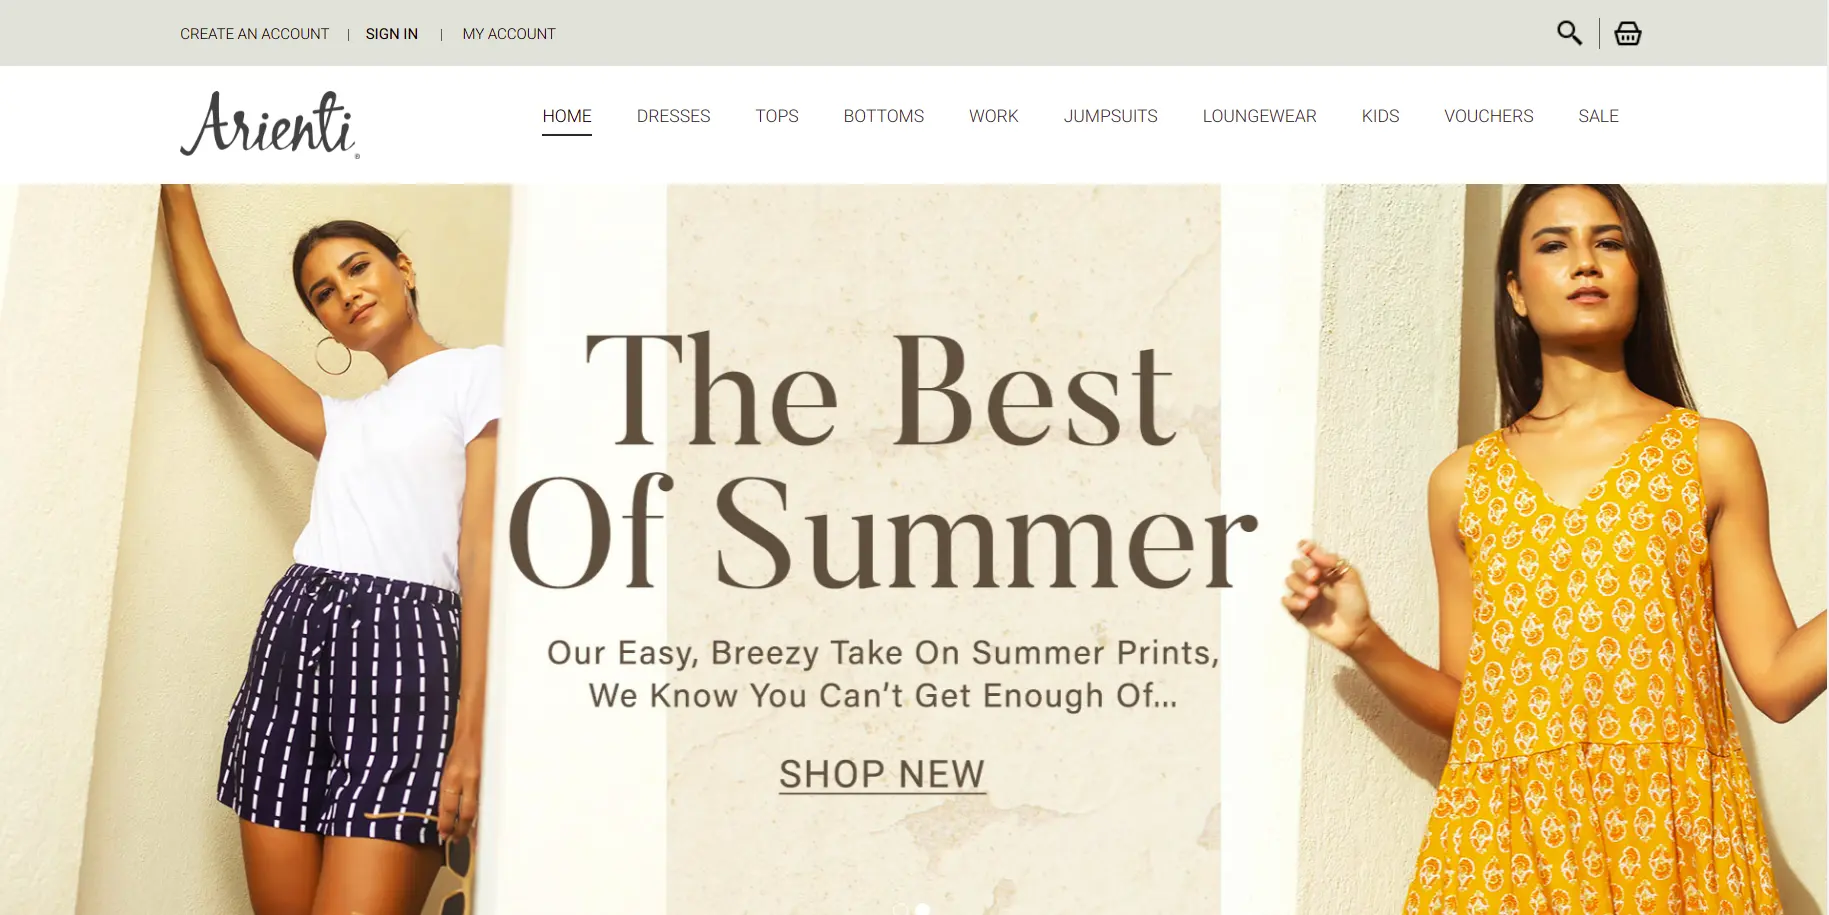 CREATE AN ACCOUNT | SIGN IN | MY ACCOUNT
Arienti®
HOME DRESSES TOPS BOTTOMS WORK JUMPSUITS LOUNGEWEAR KIDS VOUCHERS SALE
The Best
Of Summer
Our Easy, Breezy Take On Summer Prints,
We Know You Can't Get Enough Of...
SHOP NEW